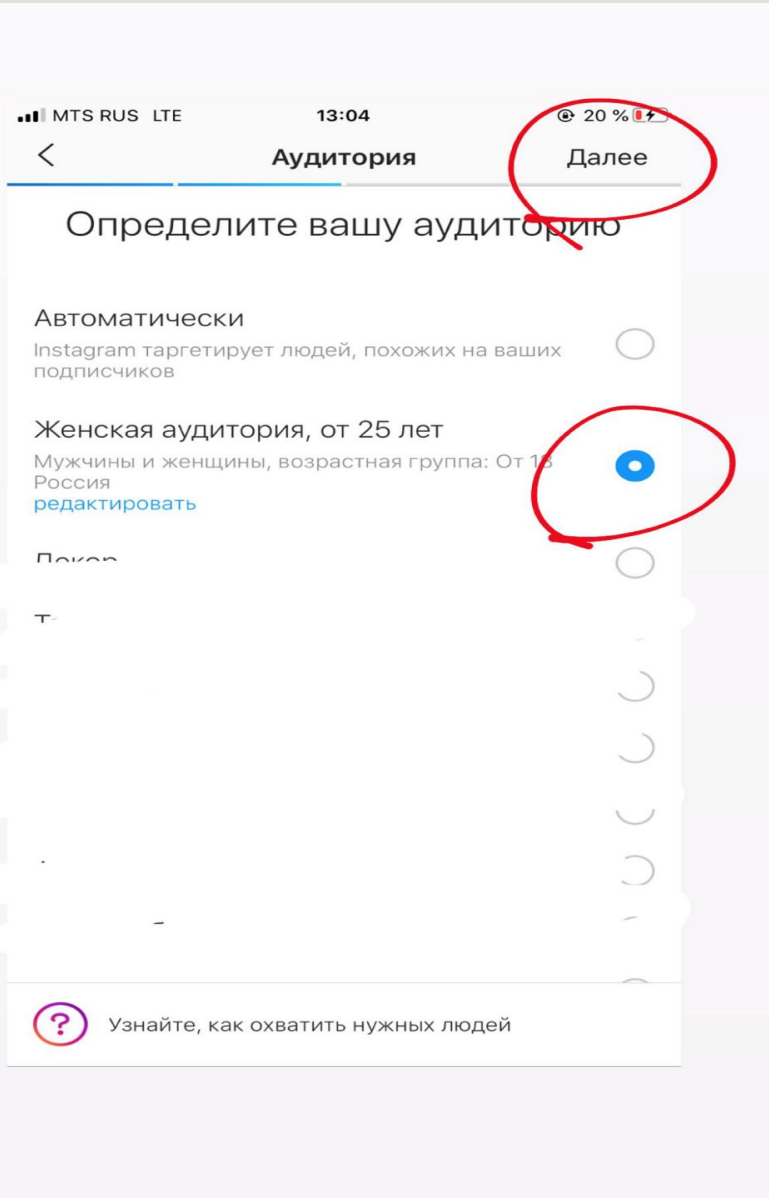 MTS RUS LTE 13:04 20 %
Аудитория Далее
Определите вашу аудиторию
Автоматически
Instagram таргетирует людей, похожих на ваших
подписчиков
Женская аудитория, от 25 лет
Мужчины и женщины, возрастная группа: От 18
Россия
редактировать
Узнайте, как охватить нужных людей